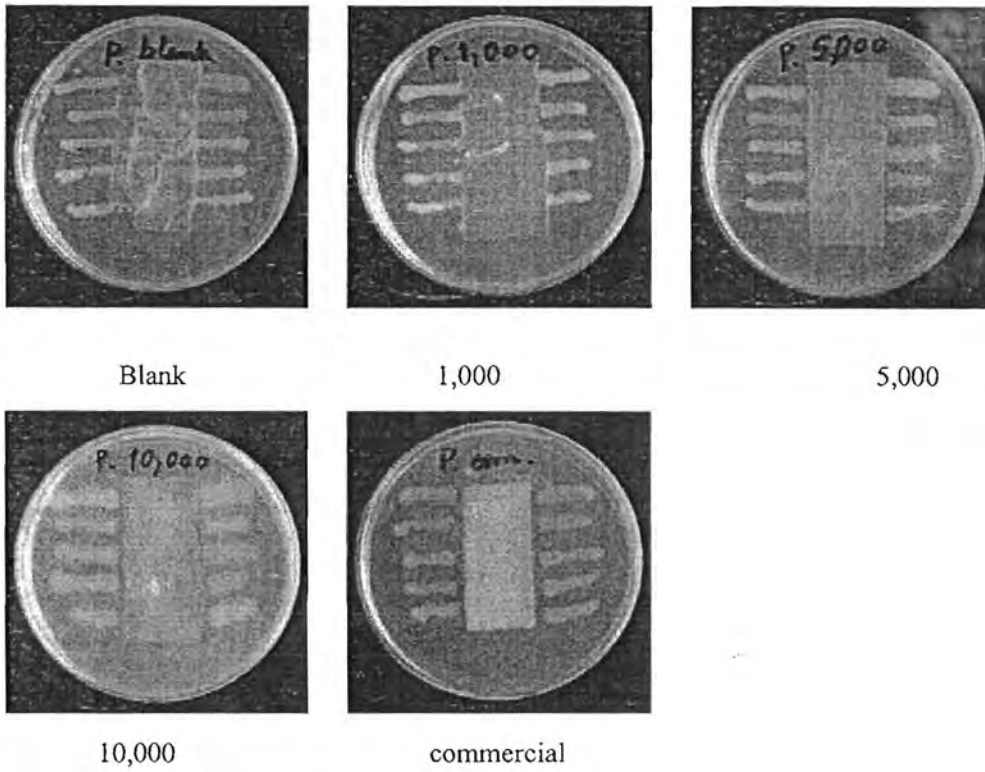 P. blank
P. 1,000
P. 5,000
Blank
1,000
5,000
P. 10,000
P. com.
10,000
commercial